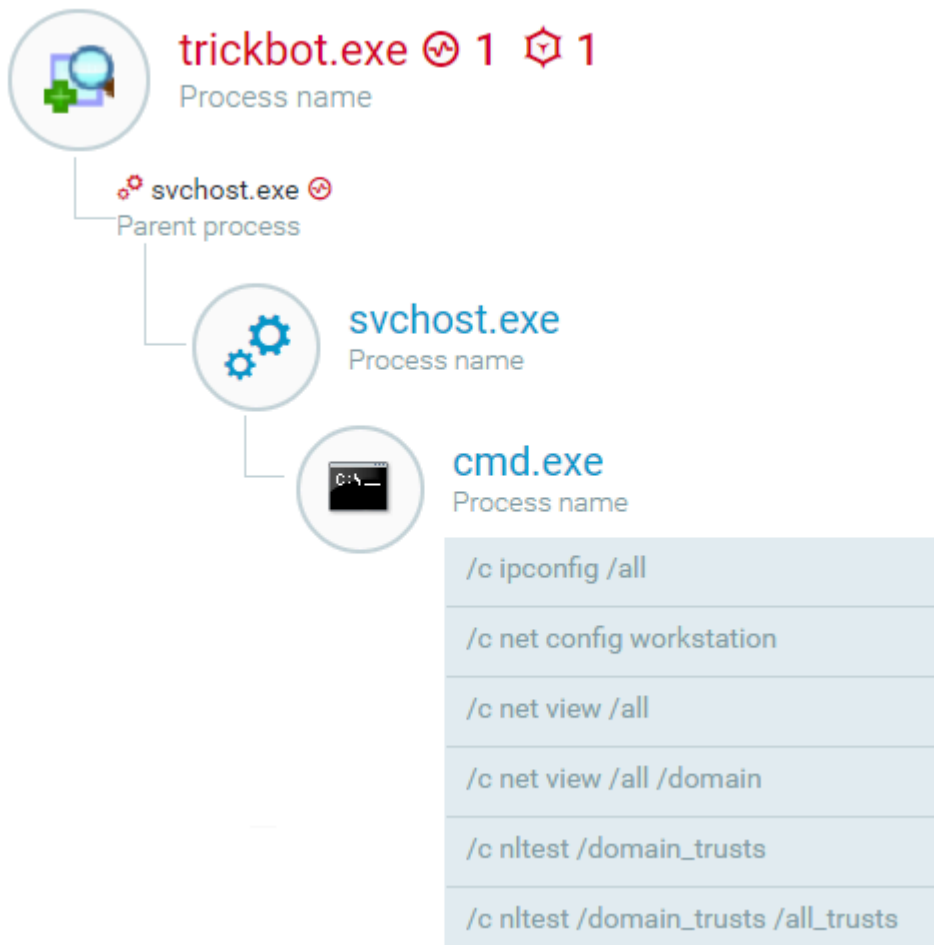 trickbot.exe 1 1
Process name
svchost.exe
Parent process
svchost.exe
Process name
C:\_
cmd.exe
Process name
/c ipconfig /all
/c net config workstation
/c net view /all
/c net view /all /domain
/c nltest /domain_trusts
/c nltest /domain_trusts /all_trusts